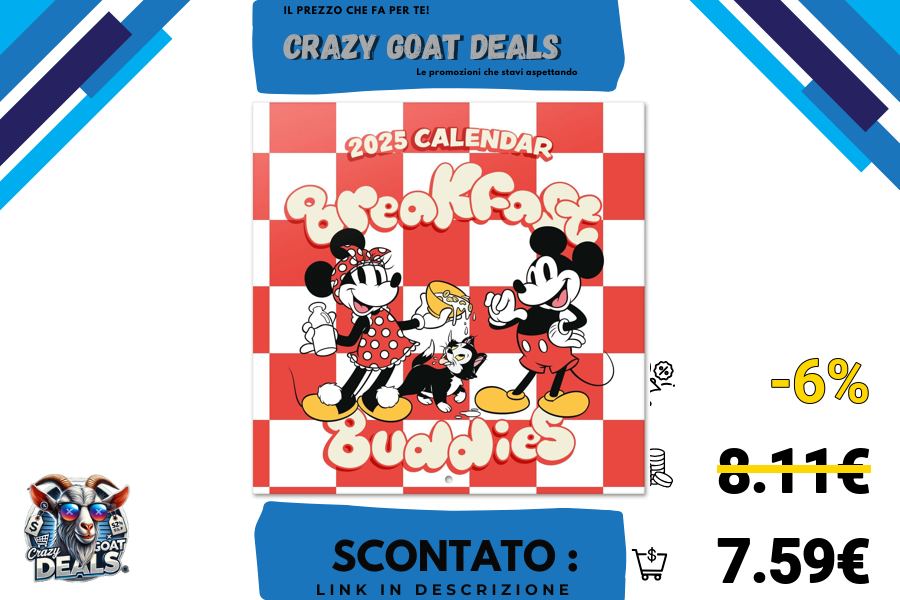 IL PREZZO CHE FA PER TE!
CRAZY GOAT DEALS
Le promozioni che stavi aspettando
2025 CALENDAR
Breakfast
Buddies
-6%
8.11€
7.59€
SCONTATO :
LINK IN DESCRIZIONE
Crazy
GOAT
DEALS